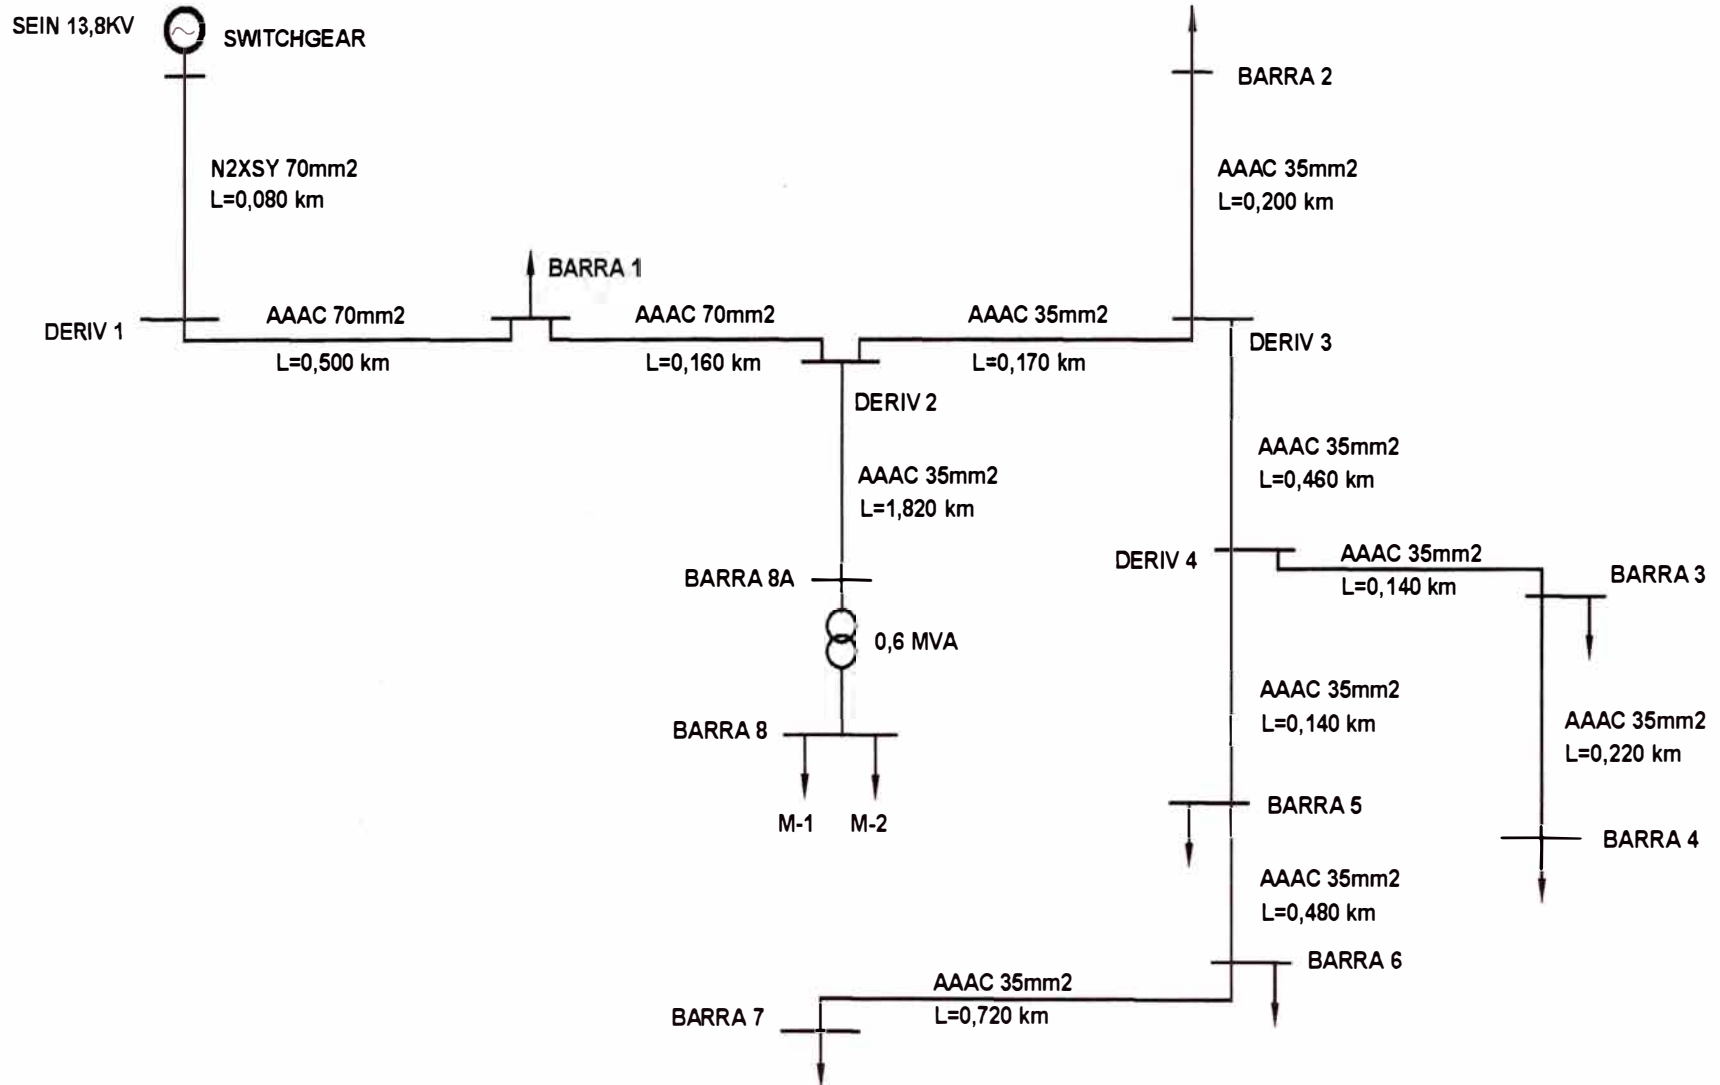 SEIN 13,8KV
SWITCHGEAR
BARRA 2
N2XSY 70mm2
L=0,080 km
AAAC 35mm2
L=0,200 km
BARRA 1
DERIV 1
AAAC 70mm2
L=0,500 km
AAAC 70mm2
L=0,160 km
AAAC 35mm2
L=0,170 km
DERIV 3
DERIV 2
AAAC 35mm2
L=0,460 km
AAAC 35mm2
L=1,820 km
DERIV 4
AAAC 35mm2
L=0,140 km
BARRA 3
BARRA 8A
0,6 MVA
AAAC 35mm2
L=0,140 km
AAAC 35mm2
L=0,220 km
BARRA 8
M-1
M-2
BARRA 5
BARRA 4
AAAC 35mm2
L=0,480 km
BARRA 6
AAAC 35mm2
L=0,720 km
BARRA 7